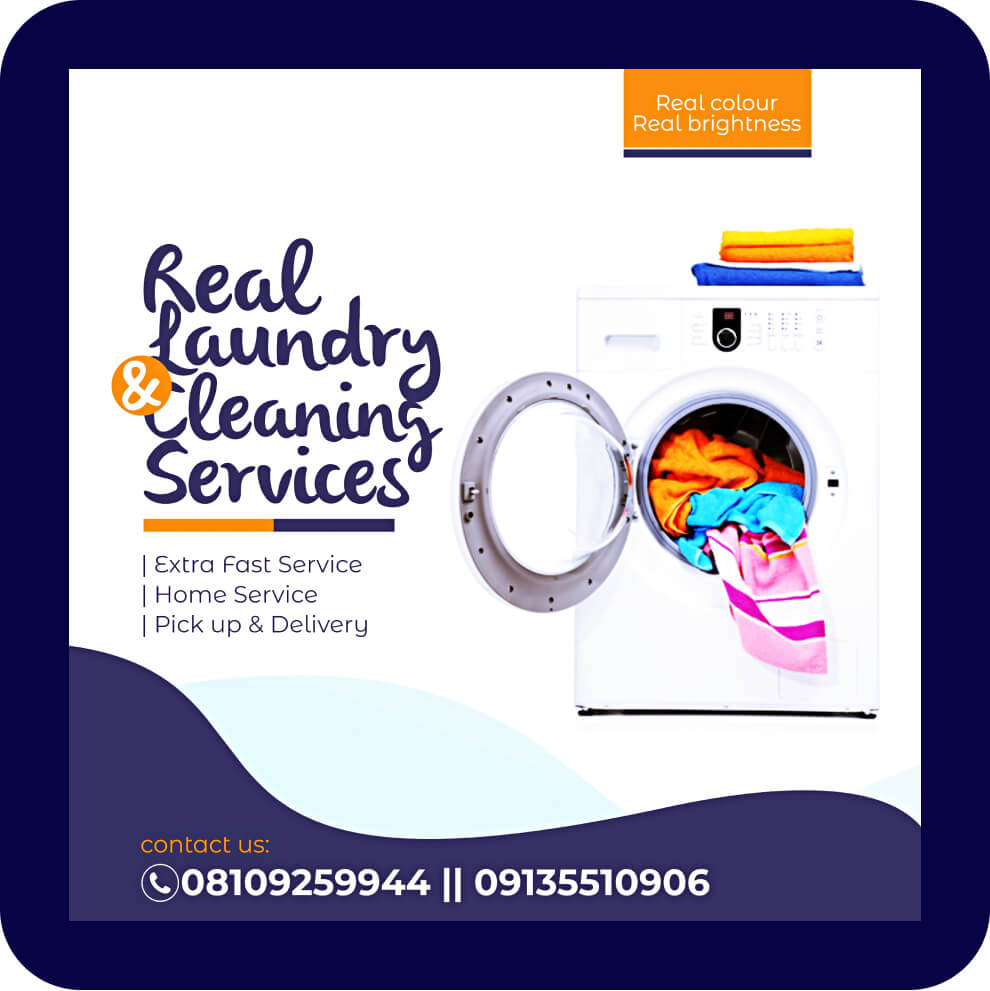 Real colour
Real brightness
Real
Laundry
& Cleaning
Services
| Extra Fast Service
| Home Service
| Pick up & Delivery
contact us:
08109259944 || 09135510906